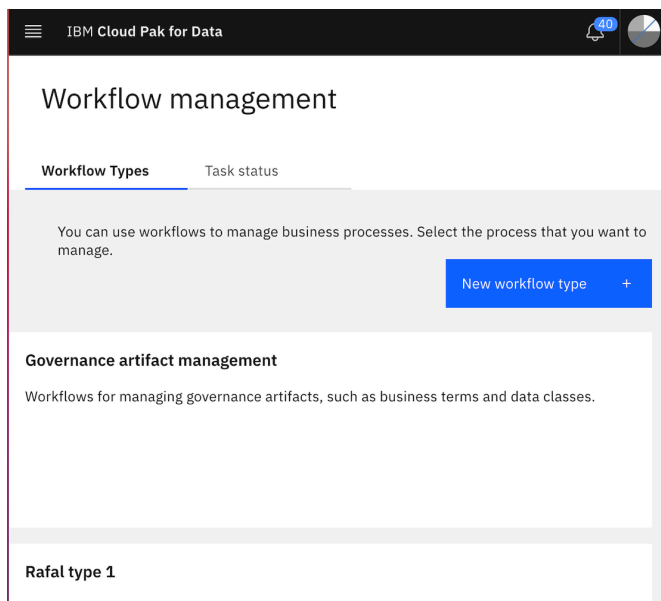 IBM Cloud Pak for Data
40
Workflow management
Workflow Types
Task status
You can use workflows to manage business processes. Select the process that you want to
manage.
New workflow type +
Governance artifact management
Workflows for managing governance artifacts, such as business terms and data classes.
Rafal type 1